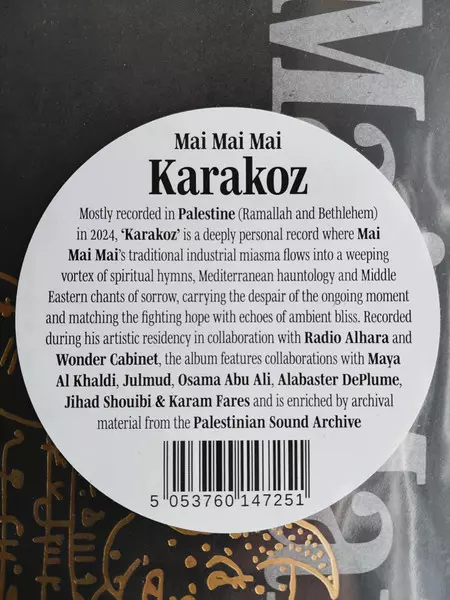 Mai Mai Mai
Karakoz
Mostly recorded in Palestine (Ramallah and Bethlehem)
in 2024, ‘Karakoz’ is a deeply personal record where Mai
Mai Mai’s traditional industrial miasma flows into a weeping
vortex of spiritual hymns, Mediterranean hauntology and Middle
Eastern chants of sorrow, carrying the despair of the ongoing moment
and matching the fighting hope with echoes of ambient bliss. Recorded
during his artistic residency in collaboration with Radio Alhara and
Wonder Cabinet, the album features collaborations with Maya
Al Khaldi, Julmud, Osama Abu Ali, Alabaster DePlume,
Jihad Shouibi & Karam Fares and is enriched by archival
material from the Palestinian Sound Archive
5 053760 147251